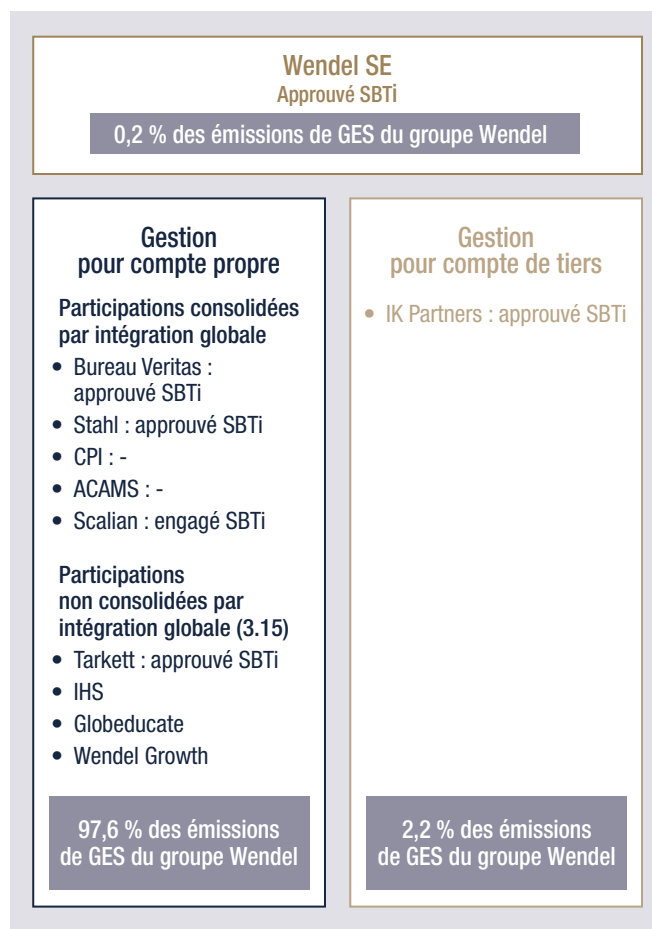 Wendel SE
Approuvé SBTi
0,2 % des émissions de GES du groupe Wendel
Gestion
pour compte propre
Participations consolidées
par intégration globale
• Bureau Veritas :
approuvé SBTi
• Stahl : approuvé SBTi
• CPI : -
• ACAMS : -
• Scalian : engagé SBTi
Participations
non consolidées par
intégration globale (3.15)
• Tarkett : approuvé SBTi
• IHS
• Globeducate
• Wendel Growth
97,6 % des émissions
de GES du groupe Wendel
Gestion
pour compte de tiers
• IK Partners : approuvé SBTi
2,2 % des émissions
de GES du groupe Wendel